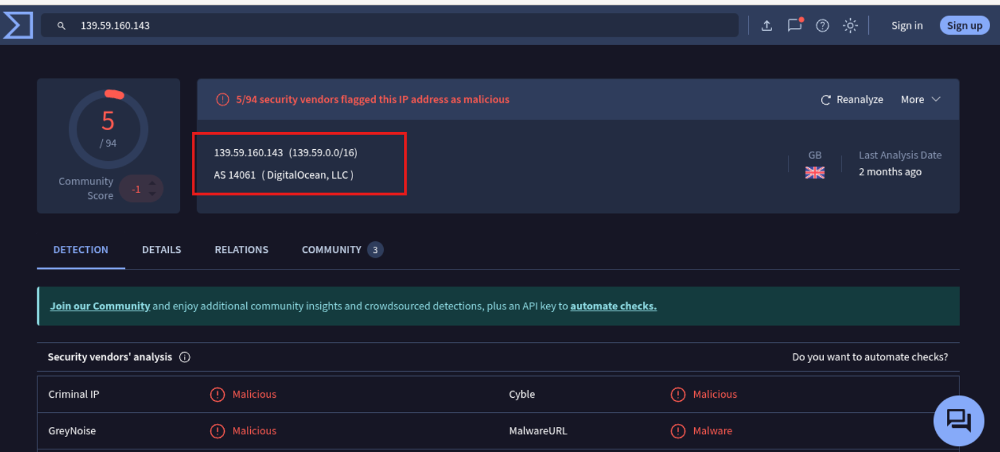 139.59.160.143
Sign in
Sign up
5
/ 94
Community
Score
-1
5/94 security vendors flagged this IP address as malicious
Reanalyze
More
139.59.160.143 (139.59.0.0/16)
AS 14061 ( DigitalOcean, LLC )
GB
Last Analysis Date
2 months ago
DETECTION
DETAILS
RELATIONS
COMMUNITY 3
Join our Community and enjoy additional community insights and crowdsourced detections, plus an API key to automate checks.
Security vendors' analysis
Do you want to automate checks?
Criminal IP
Malicious
Cyble
Malicious
GreyNoise
Malicious
MalwareURL
Malware